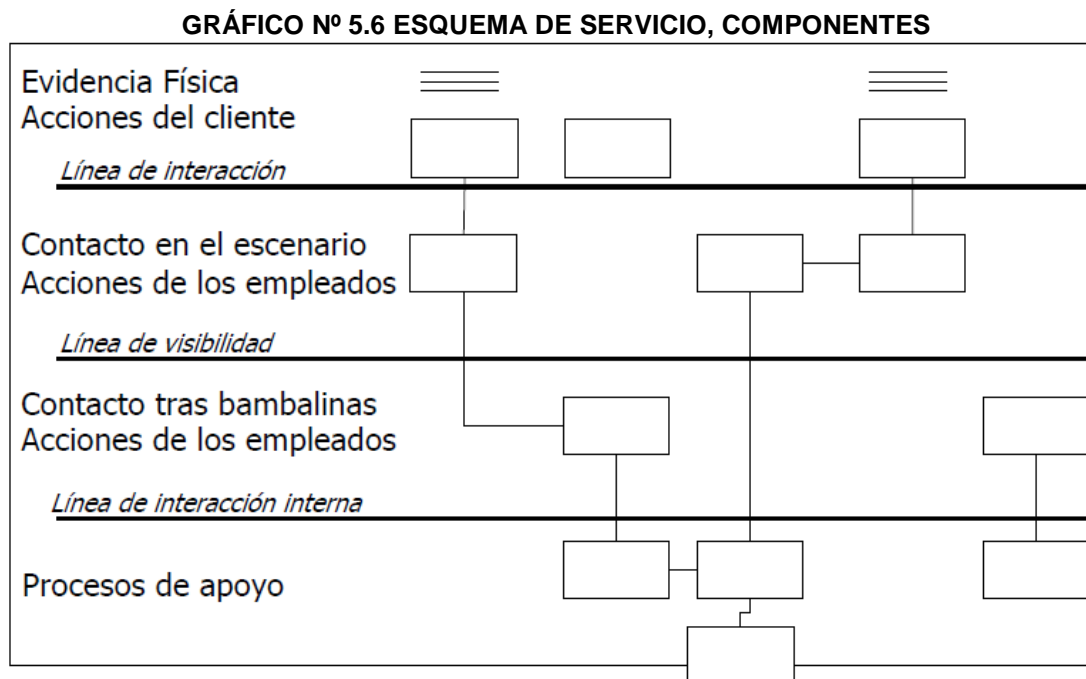 GRÁFICO Nº 5.6 ESQUEMA DE SERVICIO, COMPONENTES
Evidencia Física
Acciones del cliente
Línea de interacción
Contacto en el escenario
Acciones de los empleados
Línea de visibilidad
Contacto tras bambalinas
Acciones de los empleados
Línea de interacción interna
Procesos de apoyo